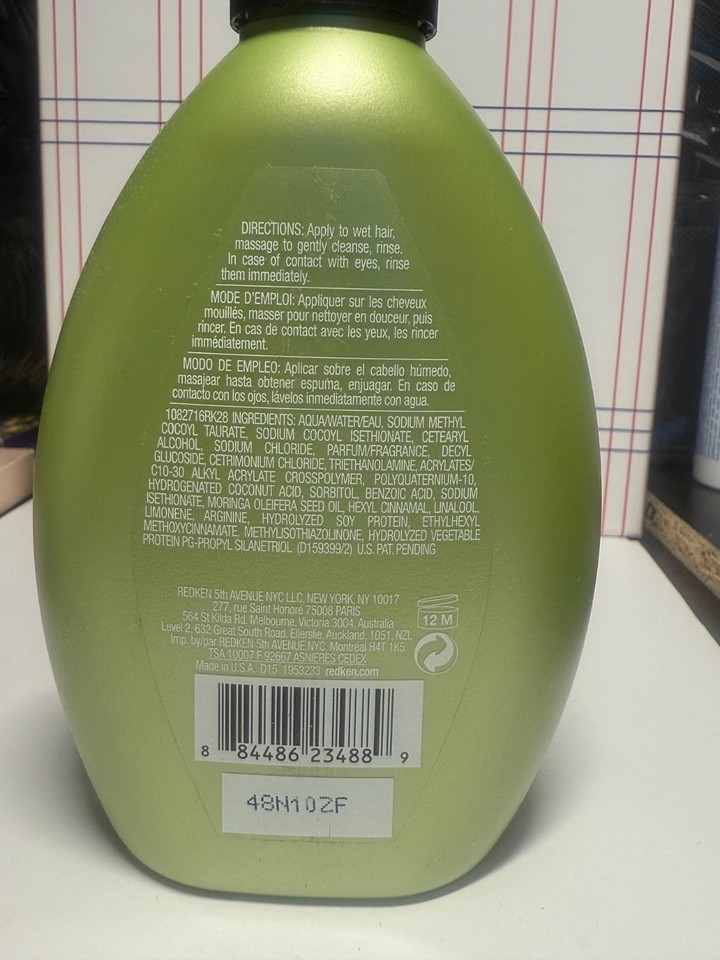 DIRECTIONS: Apply to wet hair,
massage to gently cleanse, rinse.
In case of contact with eyes, rinse
them immediately.
MODE D'EMPLOI: Appliquer sur les cheveux
mouillés, masser pour nettoyer en douceur, puis
rincer. En cas de contact avec les yeux, les rincer
immédiatement.
MODO DE EMPLEO: Aplicar sobre el cabello húmedo,
masajear hasta obtener espuma, enjuagar. En caso de
contacto con los ojos, lávelos inmediatamente con agua.
1082716RK28 INGREDIENTS: AQUA/WATER/EAU, SODIUM METHYL
COCOYL TAURATE, SODIUM COCOYL ISETHIONATE, CETEARYL
ALCOHOL, SODIUM CHLORIDE, PARFUM/FRAGRANCE, DECYL
GLUCOSIDE, CETRIMONIUM CHLORIDE, TRIETHANOLAMINE, ACRYLATES/
C10-30 ALKYL ACRYLATE CROSSPOLYMER, POLYQUATERNIUM-10,
HYDROGENATED COCONUT ACID, SORBITOL, BENZOIC ACID, SODIUM
ISETHIONATE, MORINGA OLEIFERA SEED OIL, HEXYL CINNAMAL, LINALOOL,
LIMONENE, ARGININE, HYDROLYZED SOY PROTEIN, ETHYLHEXYL
METHOXYCINNAMATE, METHYLISOTHIAZOLINONE, HYDROLYZED VEGETABLE
PROTEIN PG-PROPYL SILANETRIOL (D159399/2) U.S. PAT. PENDING
REDKEN 5th AVENUE NYC LLC, NEW YORK, NY 10017
277, rue Saint Honoré 75008 PARIS
564 St Kilda Rd. Melbourne, Victoria 3004, Australia
Level 2, 632 Great South Road, Ellerslie, Auckland, 1051, NZL
Imp. by/par REDKEN 5th AVENUE NYC, Montréal H4T 1K5
TSA 10007 F 92667 ASNIERES CEDEX
Made in U.S.A. D15 1953233 redken.com
12 M
8 84486 23488 9
48N10ZF